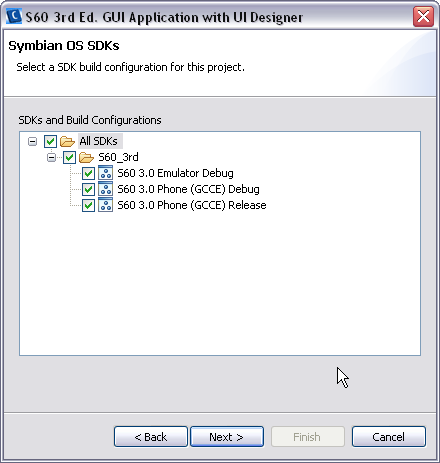 S60 3rd Ed. GUI Application with UI Designer
Symbian OS SDKs
Select a SDK build configuration for this project.
SDKs and Build Configurations
All SDKs
S60_3rd
S60 3.0 Emulator Debug
S60 3.0 Phone (GCCE) Debug
S60 3.0 Phone (GCCE) Release
< Back
Next >
Finish
Cancel